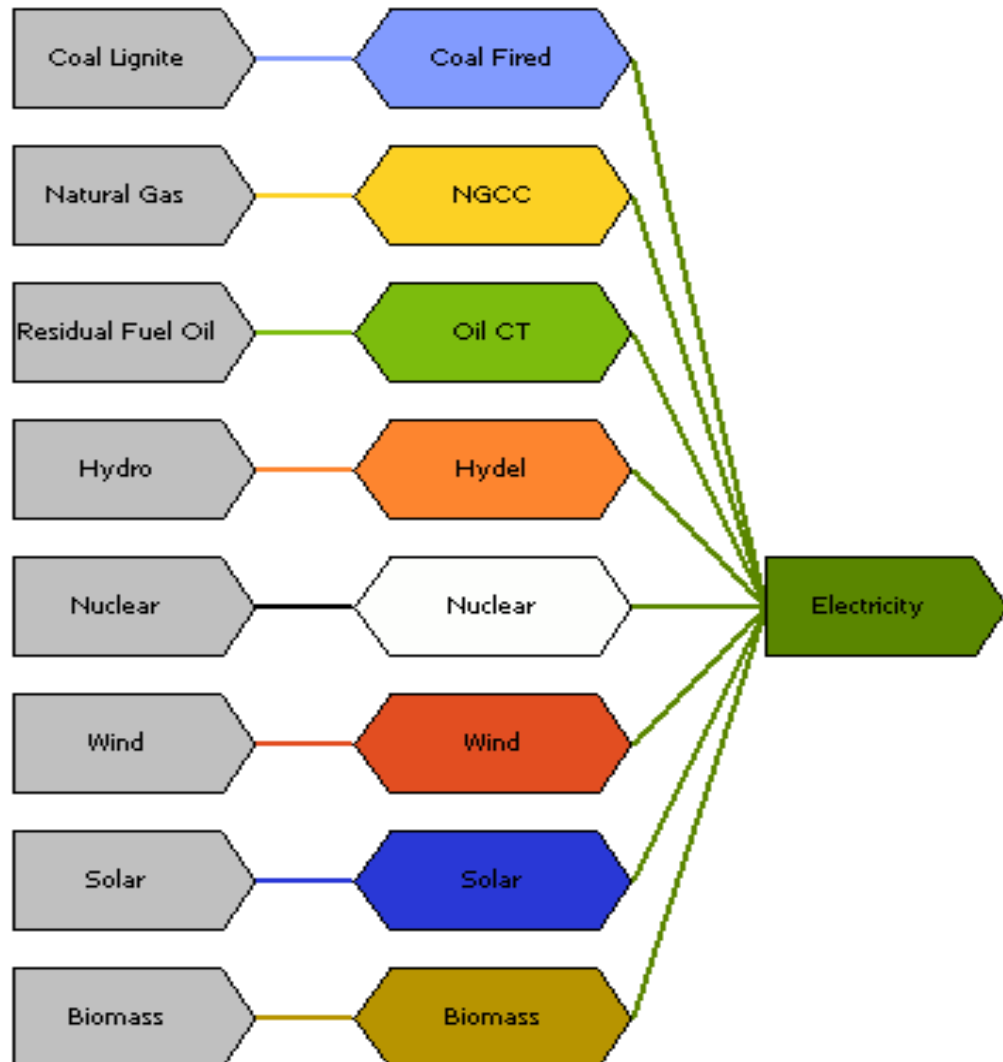 Coal Lignite
Coal Fired
Natural Gas
NGCC
Residual Fuel Oil
Oil CT
Hydro
Hydel
Nuclear
Nuclear
Electricity
Wind
Wind
Solar
Solar
Biomass
Biomass